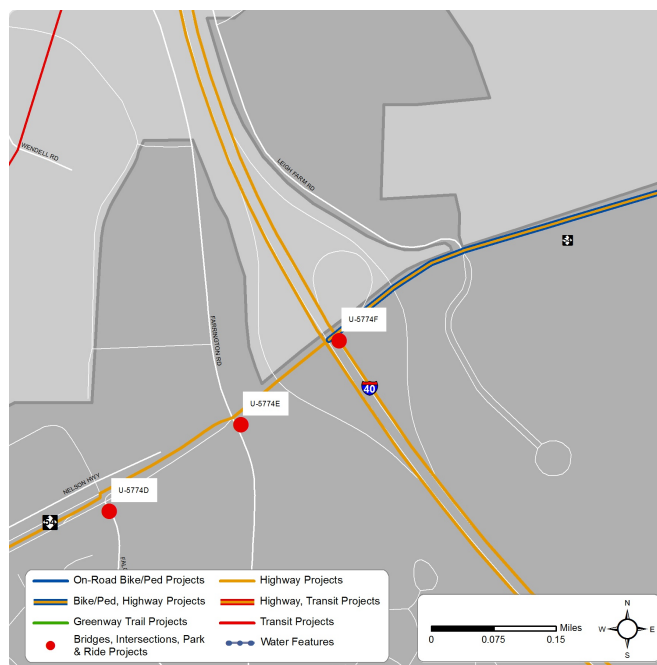 WENDELL RD
LEIGH FARM RD
FARRINGTON RD
U-5774F
40
U-5774E
NELSON HWY
U-5774D
54
On-Road Bike/Ped Projects
Highway Projects
Bike/Ped, Highway Projects
Highway, Transit Projects
Greenway Trail Projects
Transit Projects
Bridges, Intersections, Park
& Ride Projects
Water Features
Miles
0 0.075 0.15
N
W E
S